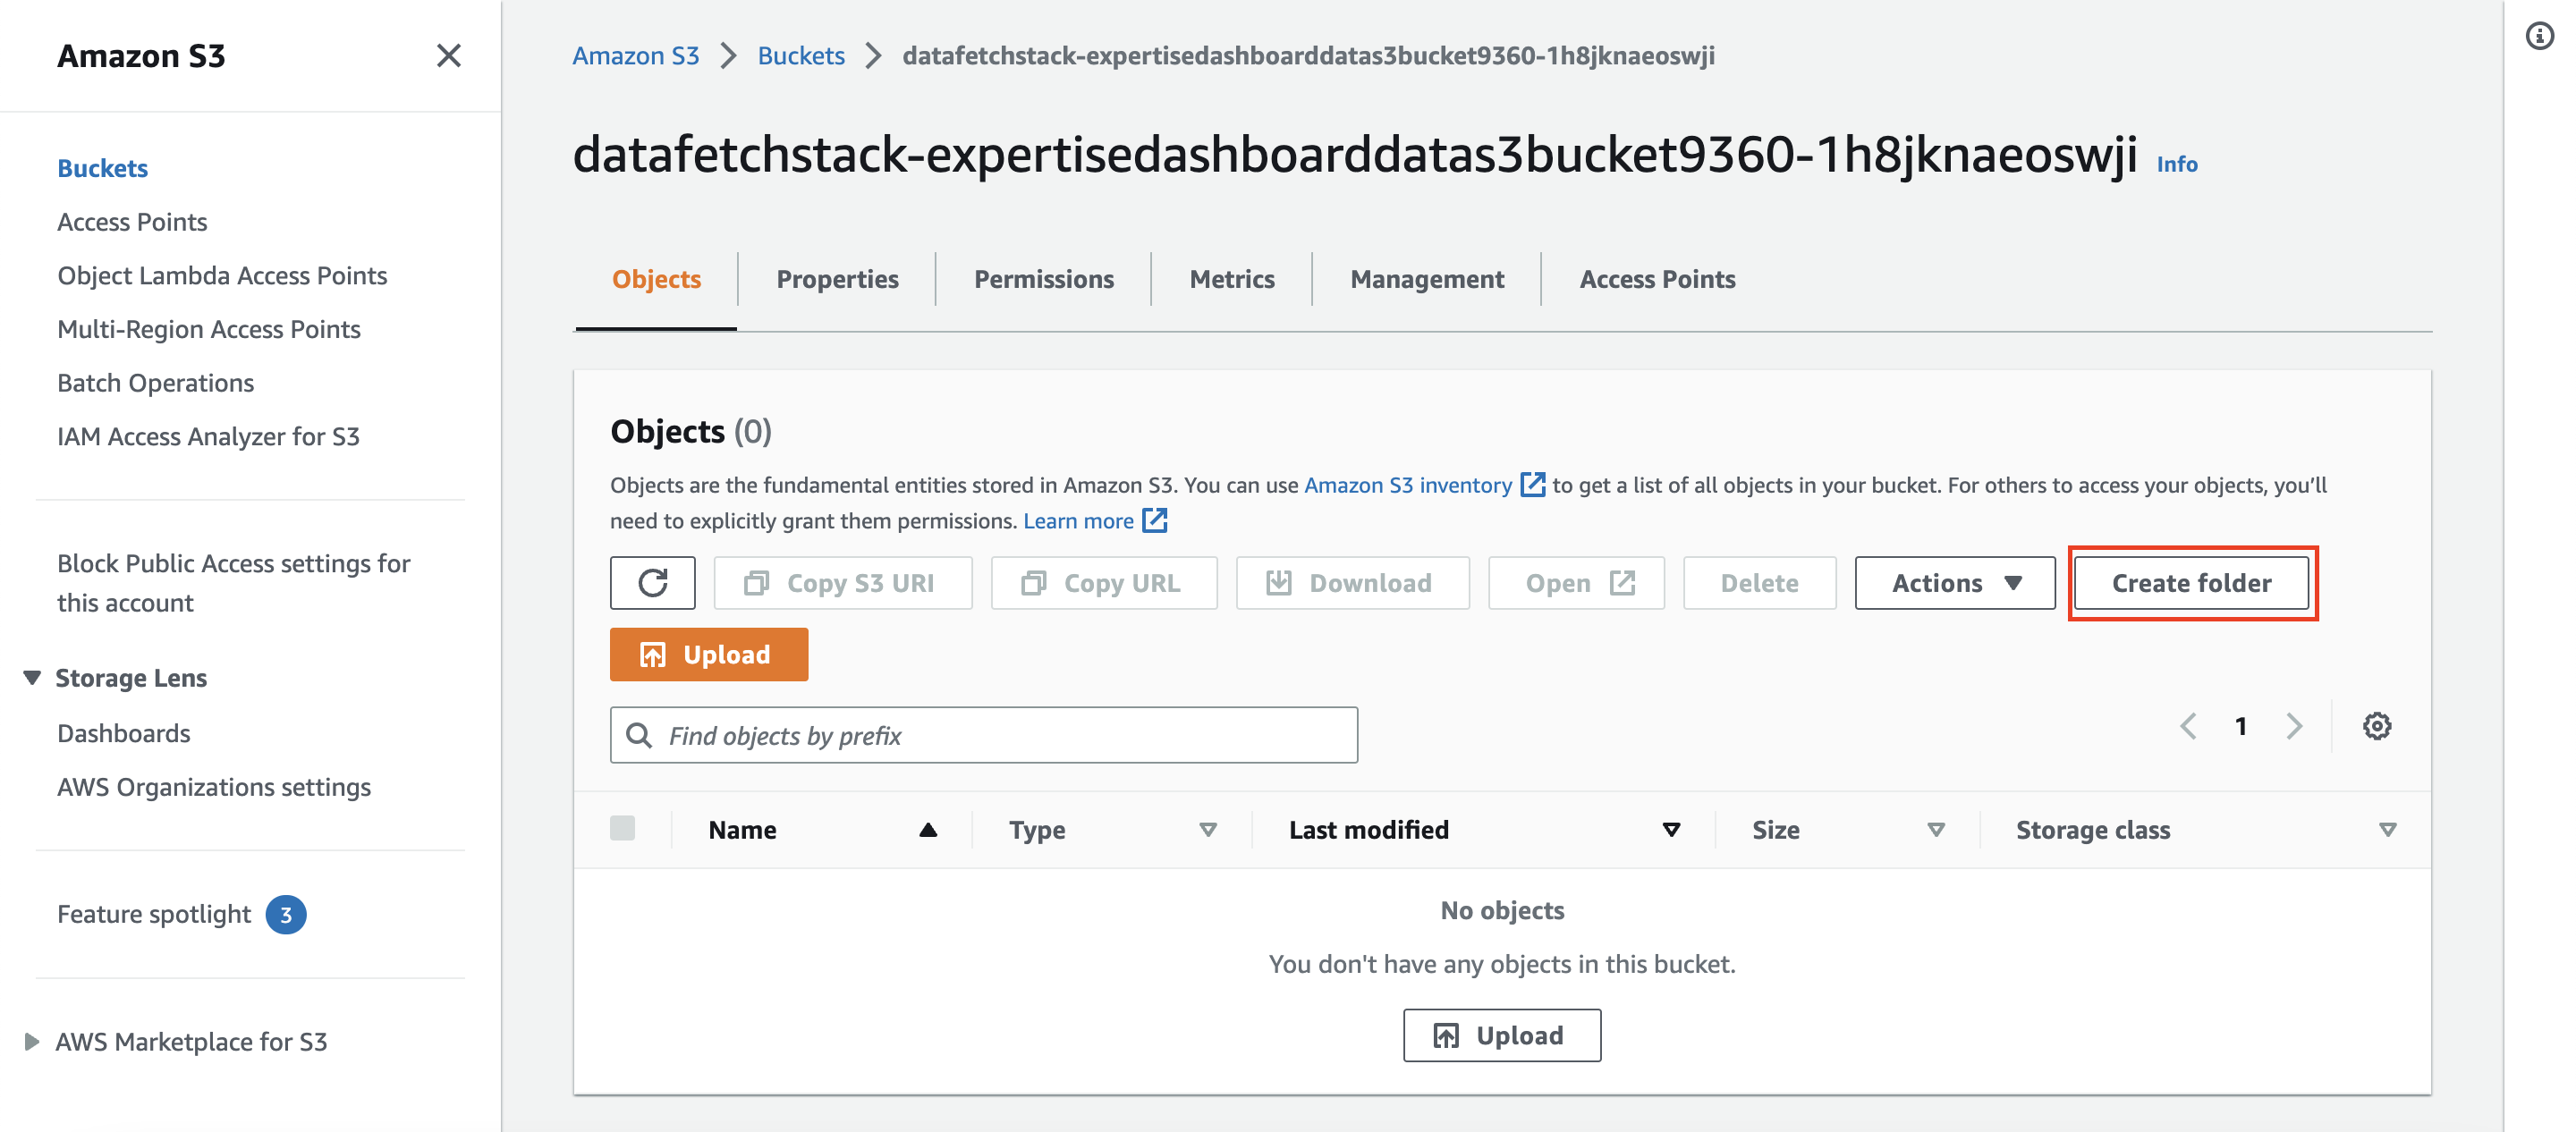 Amazon S3
Buckets
Access Points
Object Lambda Access Points
Multi-Region Access Points
Batch Operations
IAM Access Analyzer for S3
Block Public Access settings for
this account
Storage Lens
Dashboards
AWS Organizations settings
Feature spotlight 3
AWS Marketplace for S3
Amazon S3 Buckets datafetchstack-expertisedashboarddatas3bucket9360-1h8jknaeoswji
datafetchstack-expertisedashboarddatas3bucket9360-1h8jknaeoswji Info
Objects Properties Permissions Metrics Management Access Points
Objects (0)
Objects are the fundamental entities stored in Amazon S3. You can use Amazon S3 inventory to get a list of all objects in your bucket. For others to access your objects, you'll
need to explicitly grant them permissions. Learn more
Copy S3 URI Copy URL Download Open Delete Actions Create folder
Upload
Find objects by prefix 1
Name Type Last modified Size Storage class
No objects
You don't have any objects in this bucket.
Upload